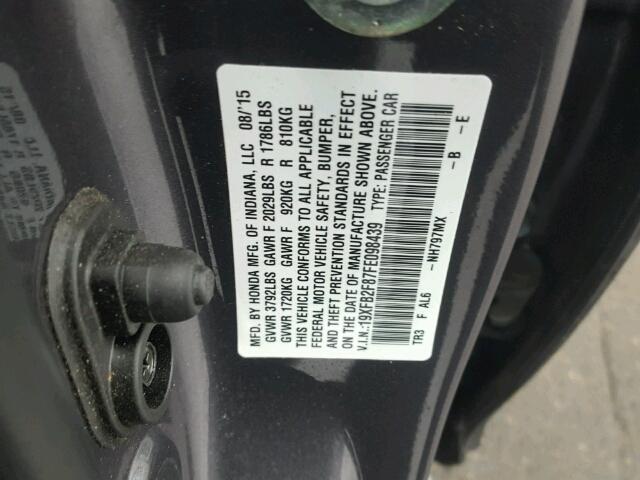 MFD. BY HONDA MFG. OF INDIANA, LLC 08/'15
GVWR 3792LBS GAWR F 2029LBS R 1786LBS
GVWR 1720KG GAWR F 920KG R 810KG
THIS VEHICLE CONFORMS TO ALL APPLICABLE
FEDERAL MOTOR VEHICLE SAFETY, BUMPER,
AND THEFT PREVENTION STANDARDS IN EFFECT
ON THE DATE OF MANUFACTURE SHOWN ABOVE.
V.I.N.:19XFB2F87FE098439 TYPE: PASSENGER CAR
TR3 F AL6 -NH797MX -B -E